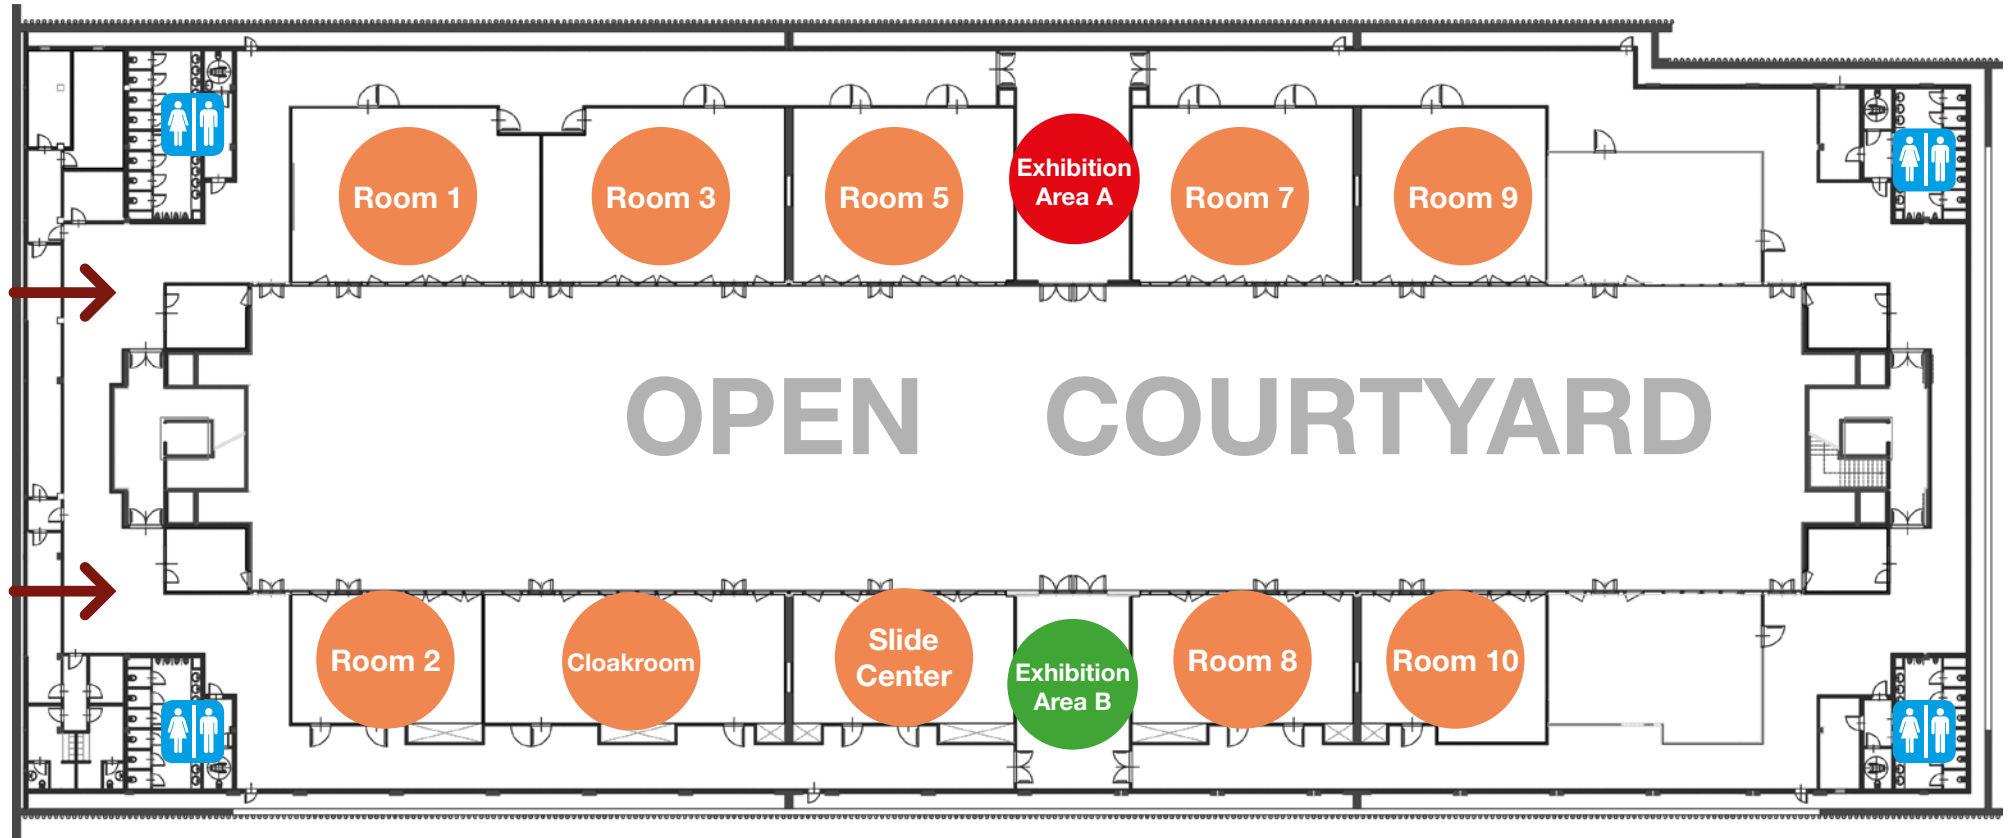 Room 1
Room 3
Room 5
Exhibition
Area A
Room 7
Room 9
OPEN COURTYARD
Room 2
Cloakroom
Slide
Center
Exhibition
Area B
Room 8
Room 10